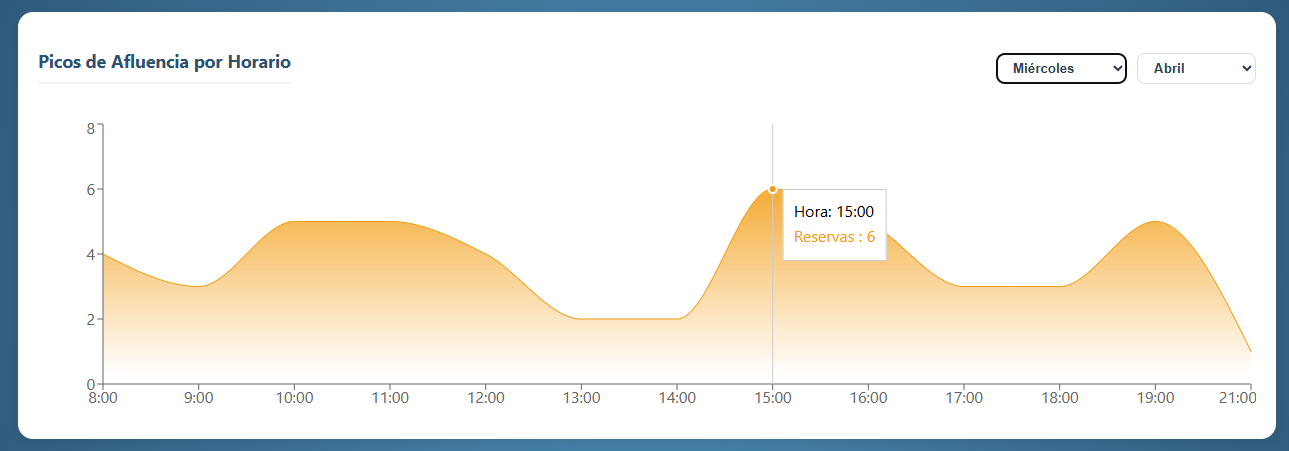 Picos de Afluencia por Horario
Miércoles
Abril
8
6
4
2
0
Hora: 15:00
Reservas : 6
8:00 9:00 10:00 11:00 12:00 13:00 14:00 15:00 16:00 17:00 18:00 19:00 21:00